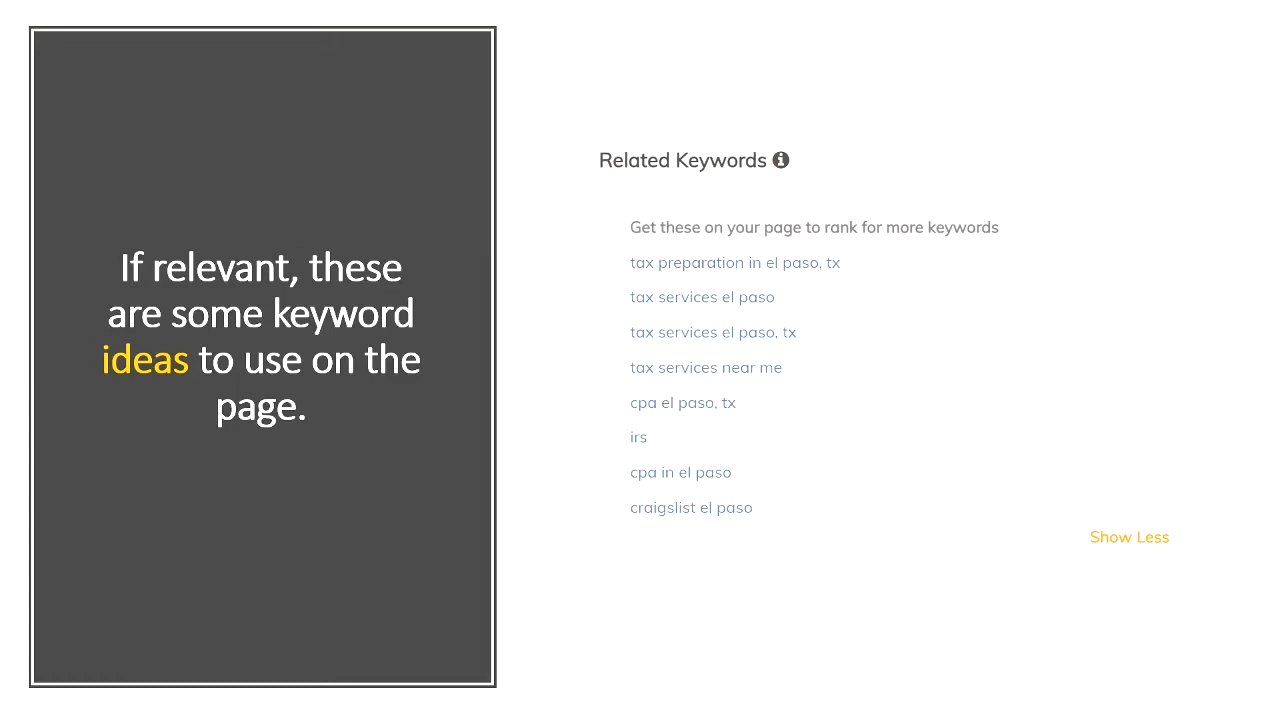 If relevant, these
are some keyword
ideas to use on the
page.
Related Keywords
Get these on your page to rank for more keywords
tax preparation in el paso, tx
tax services el paso
tax services el paso, tx
tax services near me
cpa el paso, tx
irs
cpa in el paso
craigslist el paso
Show Less